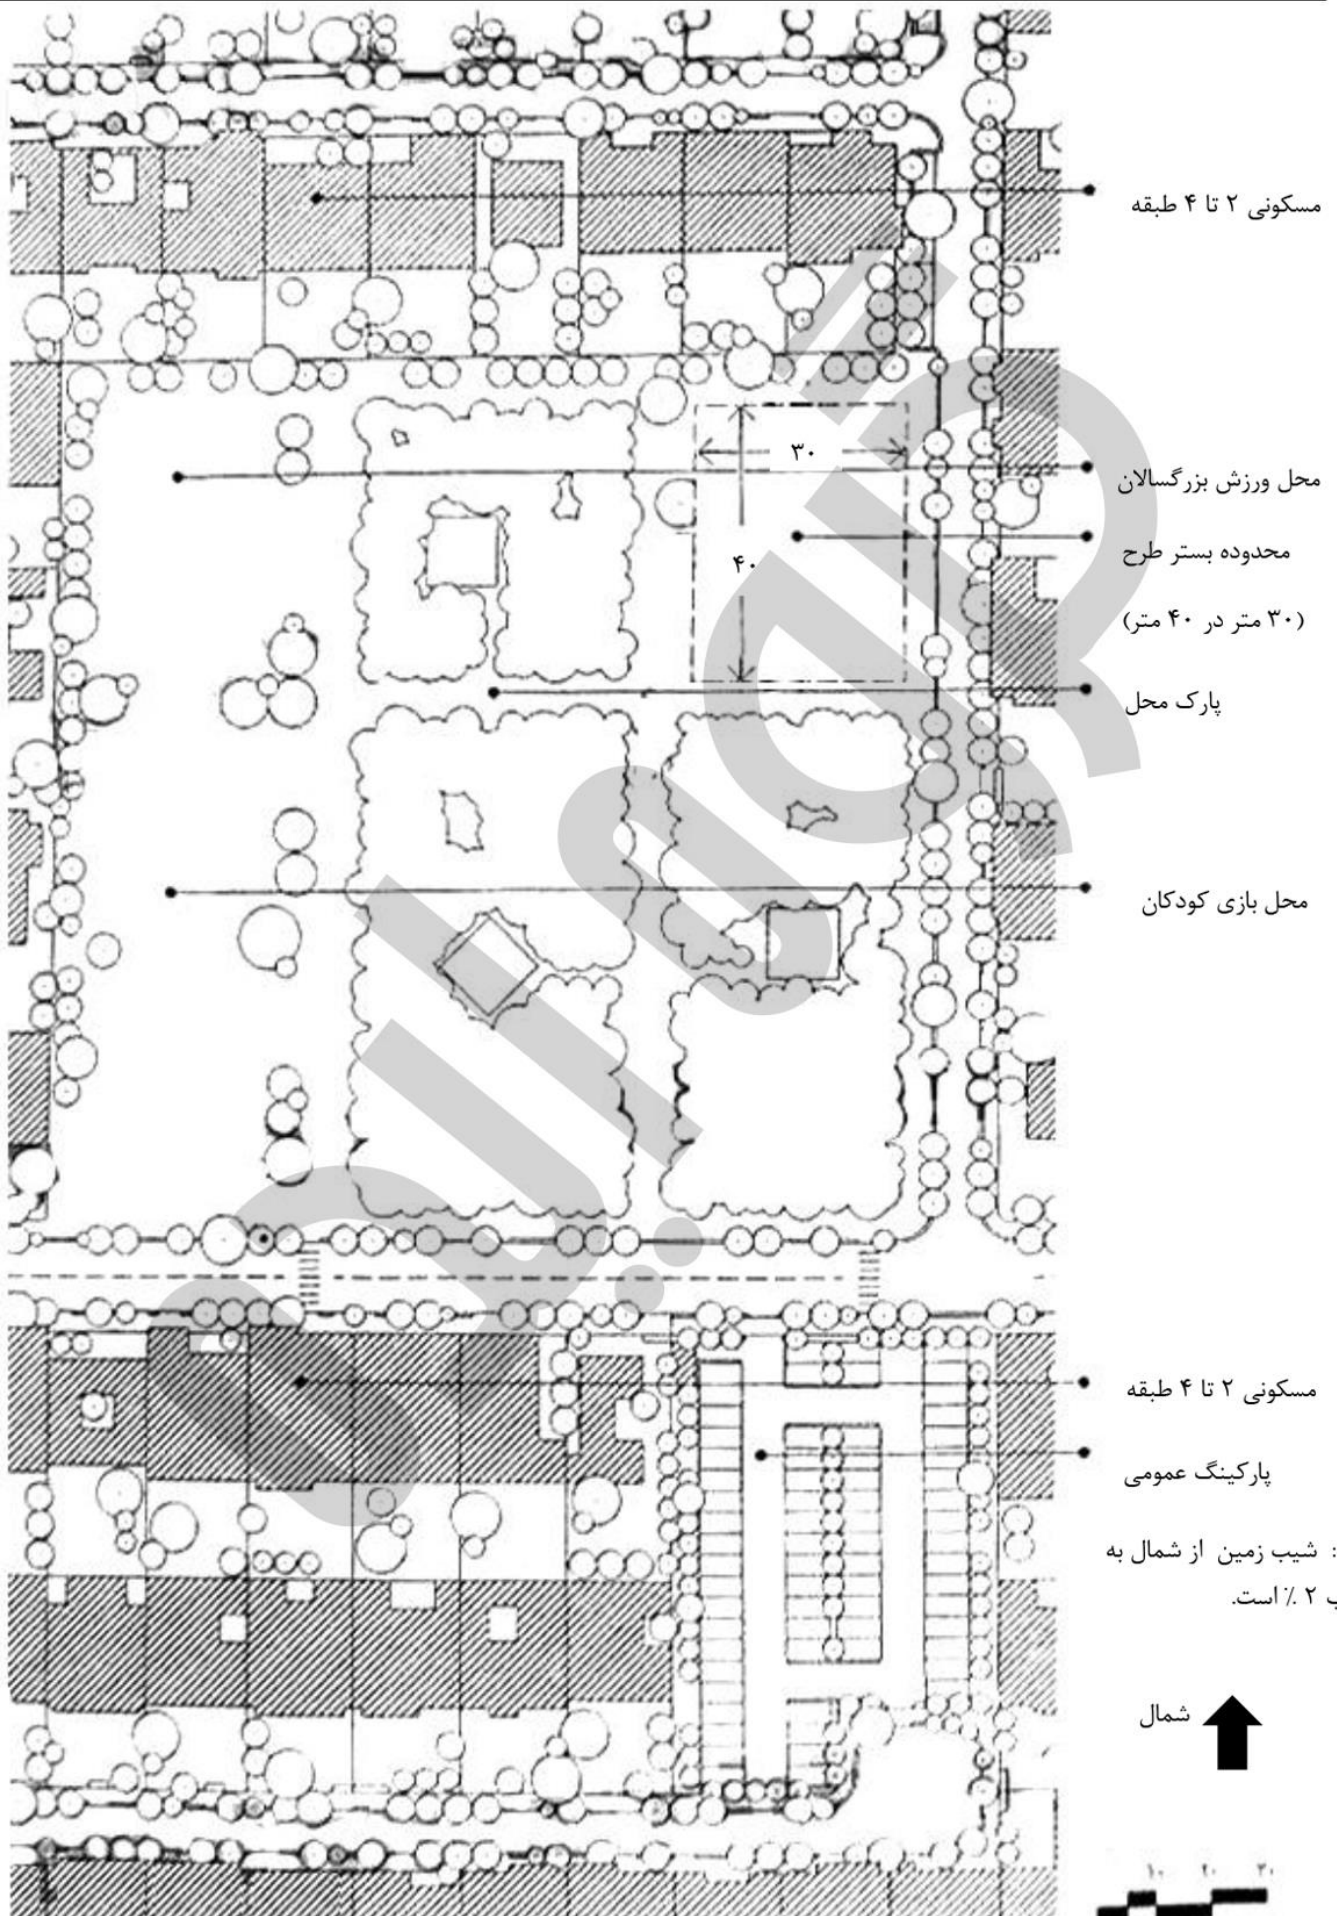 مسکونی ۲ تا ۴ طبقه
۳۰
محل ورزش بزرگسالان
محدوده بستر طرح
۴۰
(۳۰ متر در ۴۰ متر)
پارک محل
محل بازی کودکان
مسکونی ۲ تا ۴ طبقه
پارکینگ عمومی
: شیب زمین از شمال به
۲ ٪ است.
شمال
۱۰ ۲۰ ۳۰